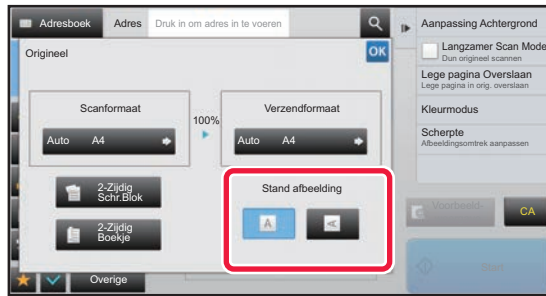 Adresboek
Adres
Druk in om adres in te voeren
Origineel
OK
Scanformaat
Auto A4
100%
Verzendformaat
Auto A4
2-Zijdig
Schr.Blok
2-Zijdig
Boekje
Stand afbeelding
A
A
Overige
Aanpassing Achtergrond
Langzamer Scan Mode
Dun origineel scannen
Lege pagina Overslaan
Lege pagina in orig. overslaan
Kleurmodus
Scherpte
Afbeeldingsomtrek aanpassen
Voorbeeld-
CA
Start